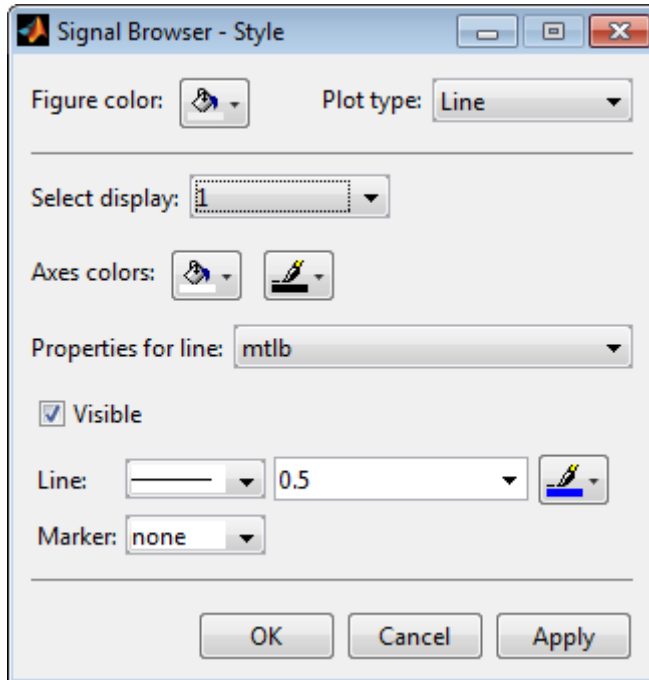 Signal Browser - Style
Figure color: Plot type: Line
Select display: 1
Axes colors:
Properties for line: mtlb
Visible
Line: 0.5
Marker: none
OK Cancel Apply